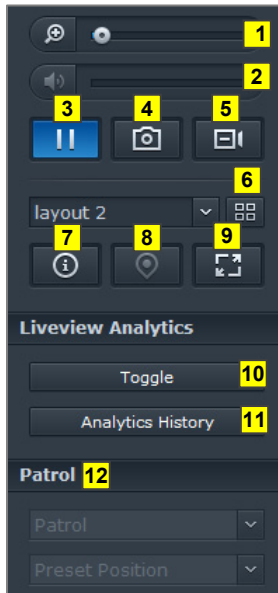 1
2
3 4 5
6
layout 2
7 8 9
Liveview Analytics
Toggle 10
Analytics History 11
Patrol 12
Patrol
Preset Position